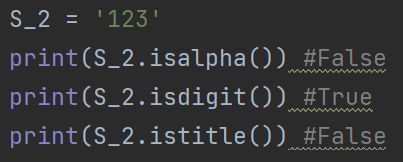 S_2 = '123'
print(S_2.isalpha()) #False
print(S_2.isdigit()) #True
print(S_2.istitle()) #False